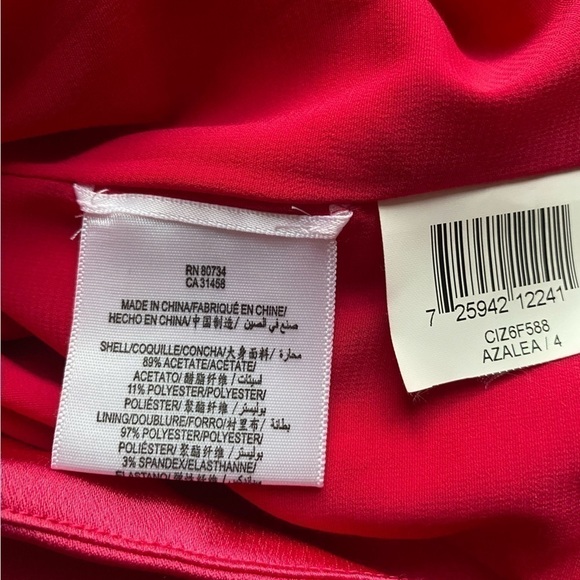 RN 80734
CA 31458
MADE IN CHINA/FABRIQUÉ EN CHINE/
HECHO EN CHINA/中国制造/ صنع في الصين
SHELL/COQUILLE/CONCHA/大身面料/ محارة
89% ACETATE/ACETATE/
ACETATO/醋酯纤维/ اسيتات
11% POLYESTER/POLYESTER/
POLIÉSTER/聚酯纤维/ بوليستر
LINING/DOUBLURE/FORRO/衬里布/ بطانة
97% POLYESTER/POLYESTER/
POLIÉSTER/聚酯纤维/ بوليستر
3% SPANDEX/ELASTHANNE/
ELASTANO/
7 25942 12241
CIZ6F588
AZALEA / 4